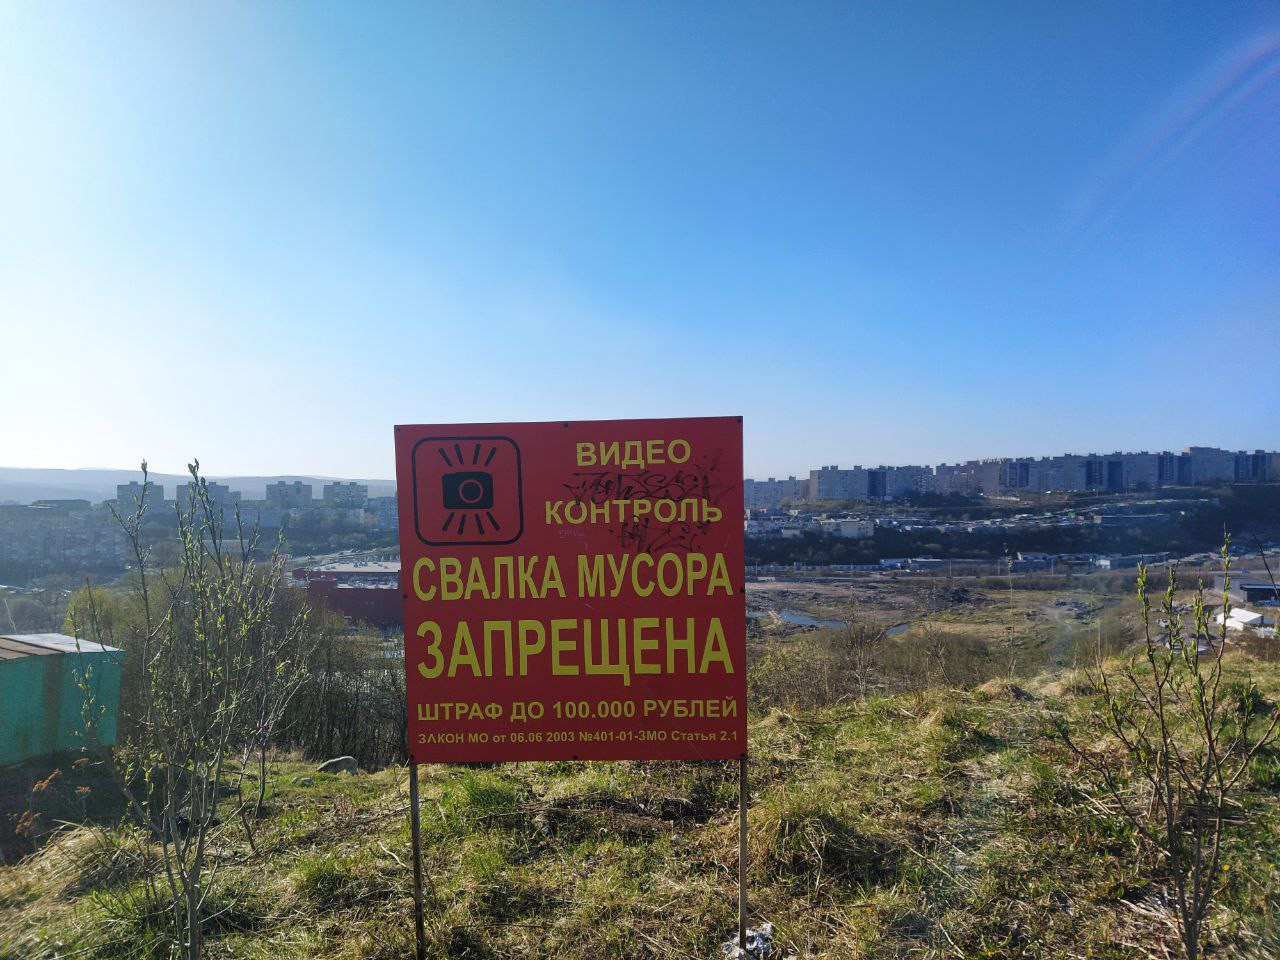 ВИДЕО
КОНТРОЛЬ
СВАЛКА МУСОРА
ЗАПРЕЩЕНА
ШТРАФ ДО 100.000 РУБЛЕЙ
ЗАКОН МО от 06.06 2003 №401-01-ЗМО Статья 2.1